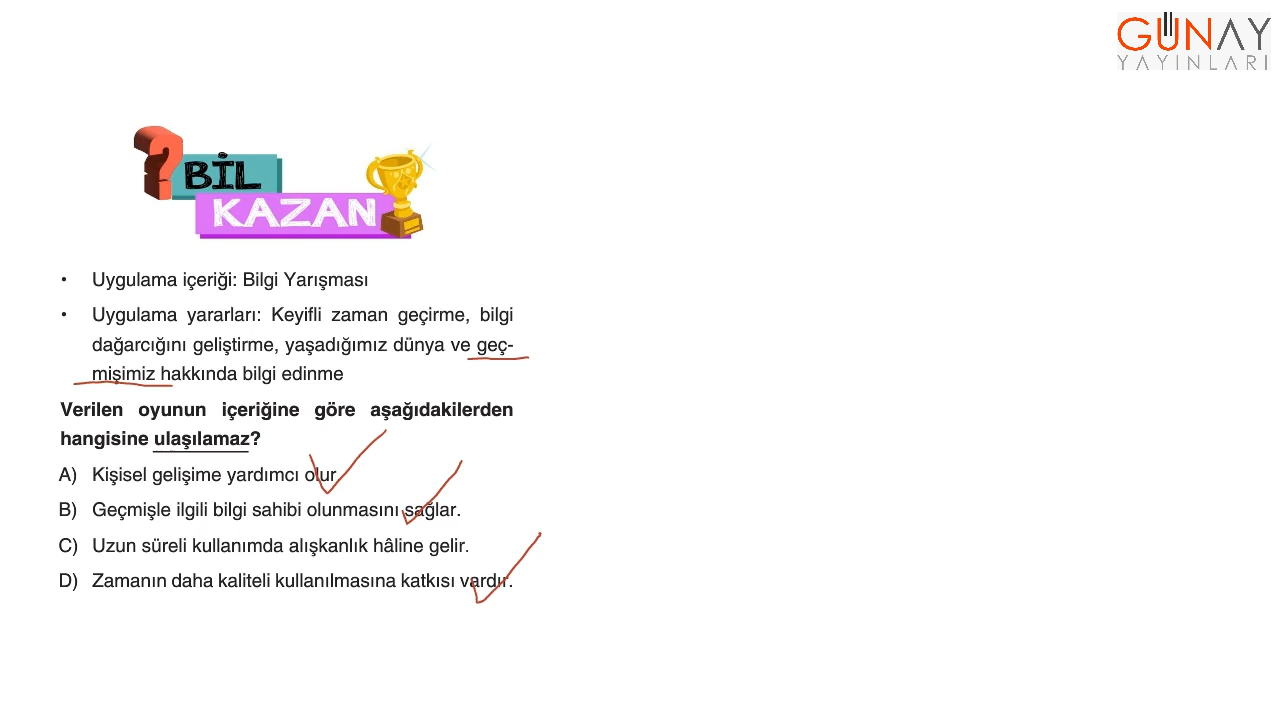 GÜNAY
YAYINLARI
BİL
KAZAN
• Uygulama içeriği: Bilgi Yarışması
• Uygulama yararları: Keyifli zaman geçirme, bilgi
dağarcığını geliştirme, yaşadığımız dünya ve geç-
mişimiz hakkında bilgi edinme
Verilen oyunun içeriğine göre aşağıdakilerden
hangisine ulaşılamaz?
A) Kişisel gelişime yardımcı olur
B) Geçmişle ilgili bilgi sahibi olunmasını sağlar.
C) Uzun süreli kullanımda alışkanlık hâline gelir.
D) Zamanın daha kaliteli kullanılmasına katkısı vardır.